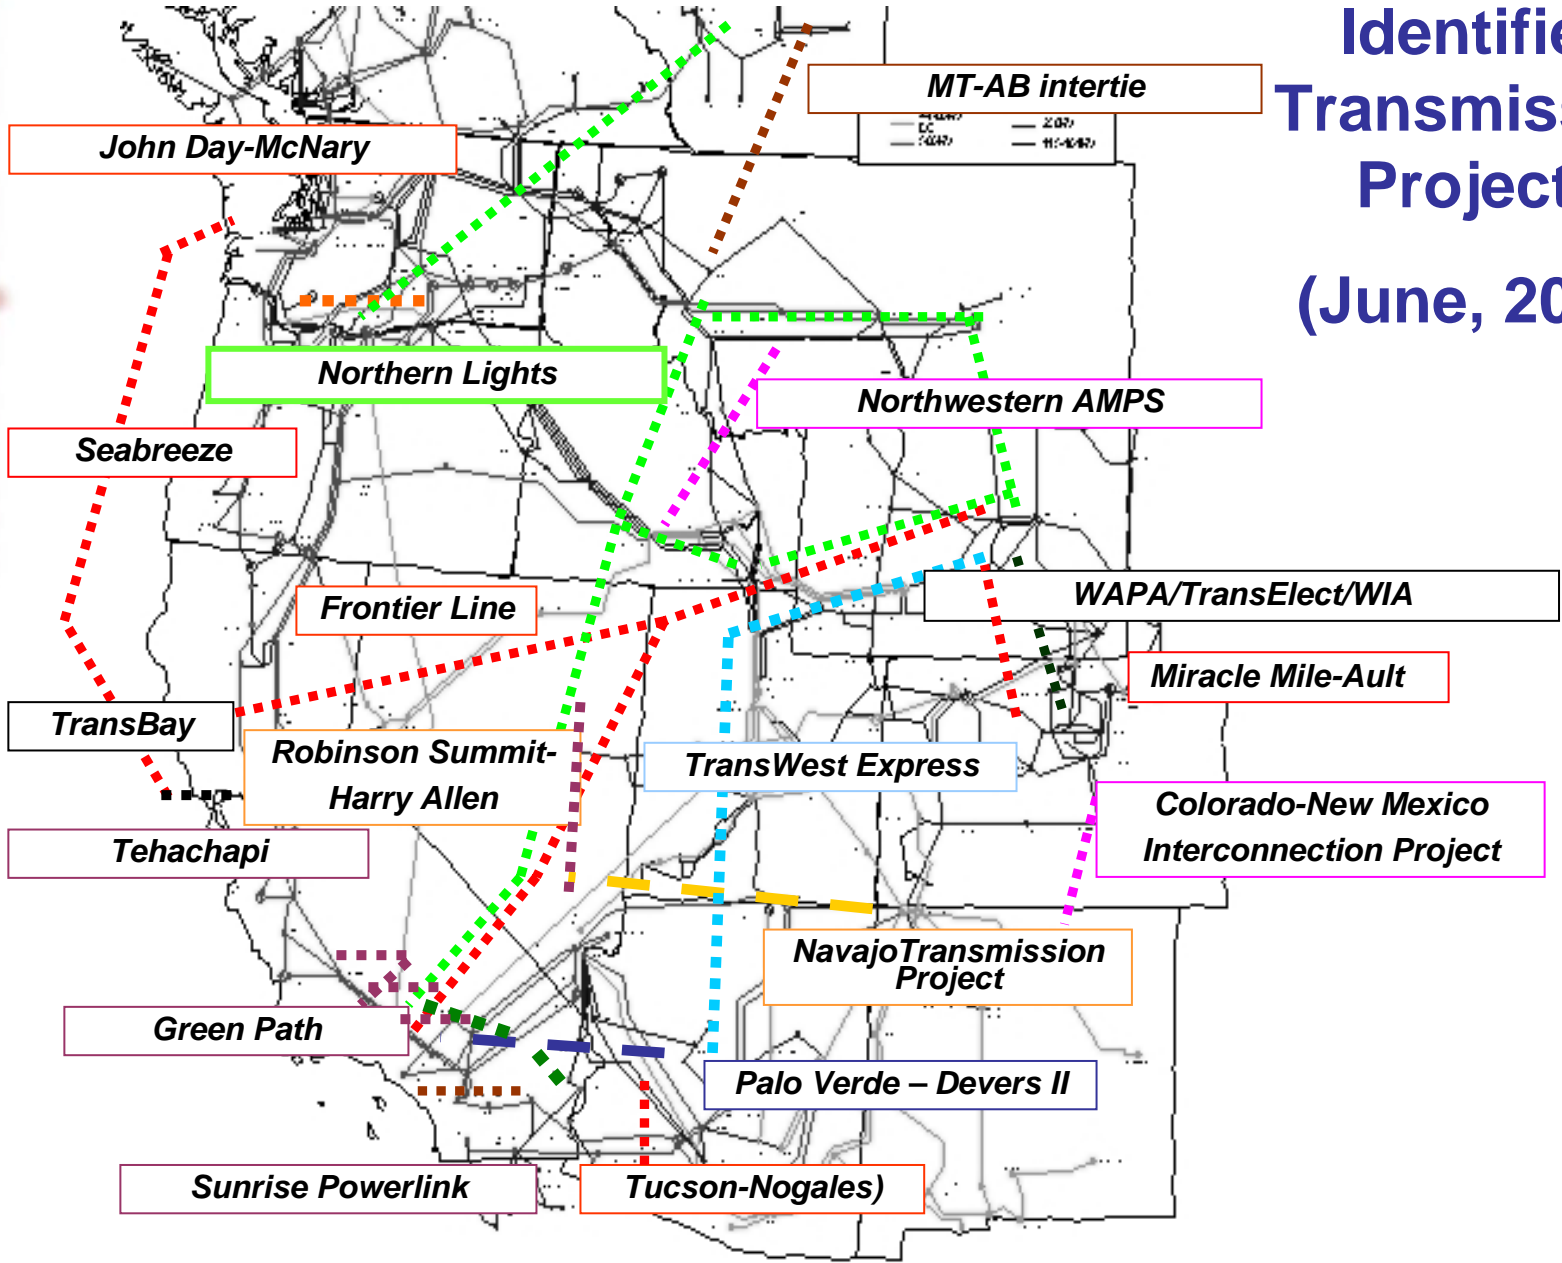 Identifie
Transmiss
Project
(June, 20
MT-AB intertie
John Day-McNary
Northern Lights
Northwestern AMPS
Seabreeze
Frontier Line
WAPA/TransElect/WIA
Miracle Mile-Ault
TransBay
Robinson Summit-
Harry Allen
TransWest Express
Colorado-New Mexico
Interconnection Project
Tehachapi
NavajoTransmission
Project
Green Path
Palo Verde – Devers II
Sunrise Powerlink
Tucson-Nogales)